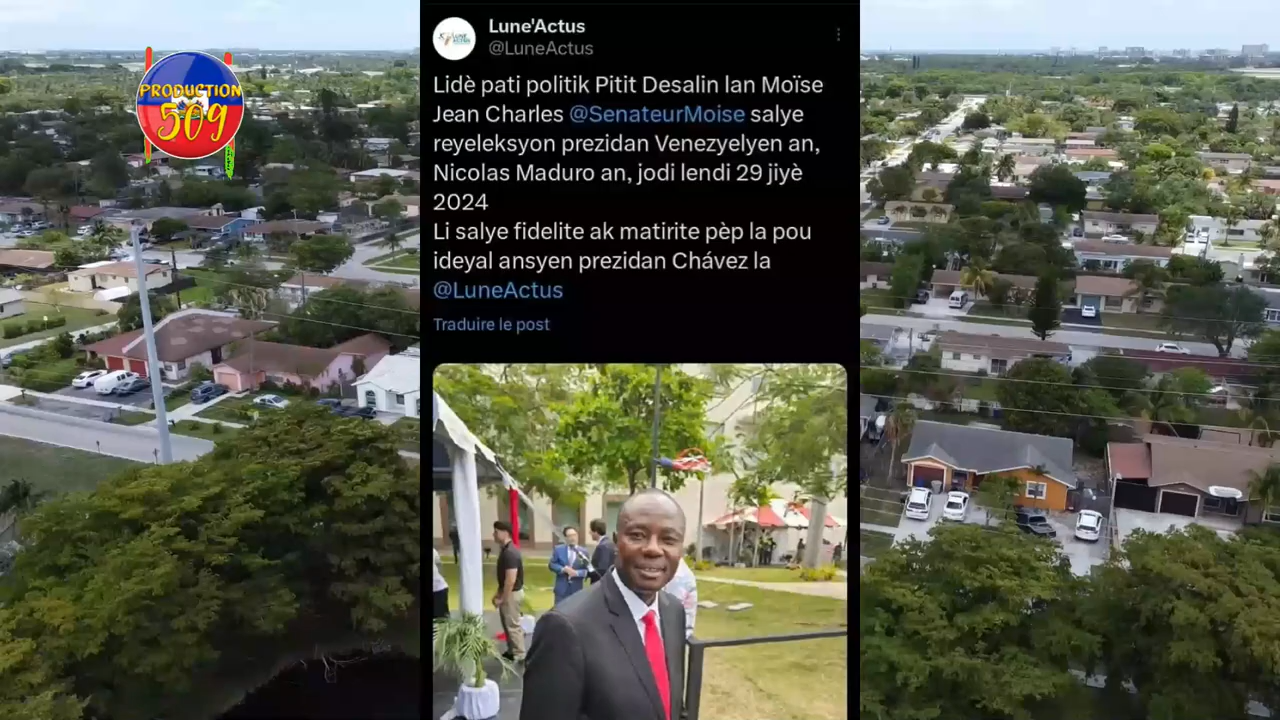 PRODUCTION
509
Lune'Actus
@LuneActus
Lidè pati politik Pitit Desalin lan Moïse
Jean Charles @SenateurMoise salye
reyeleksyon prezidan Venezyelyen an,
Nicolas Maduro an, jodi lendi 29 jiyè
2024
Li salye fidelite ak matirite pèp la pou
ideyal ansyen prezidan Chávez la
@LuneActus
Traduire le post